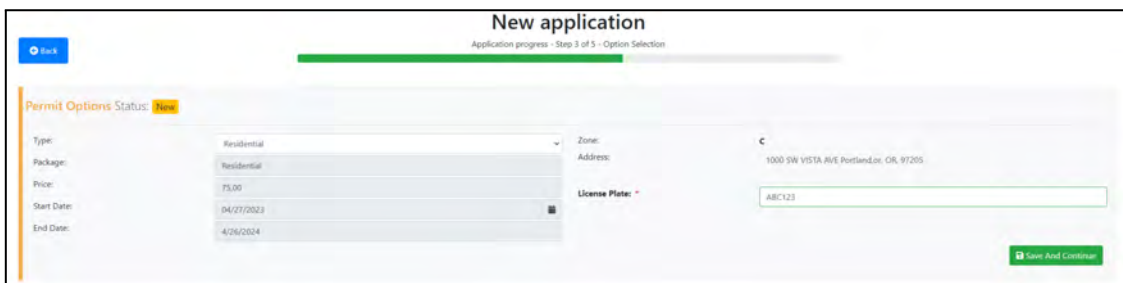 New application
Back
Application progress - Step 3 of 5 - Option Selection
Permit Options Status: New
Type: Residential
Package: Residential
Price: 75.00
Start Date: 04/27/2023
End Date: 4/26/2024
Zone: C
Address: 1000 SW VISTA AVE Portland,or, OR, 97205
License Plate: * ABC123
Save And Continue